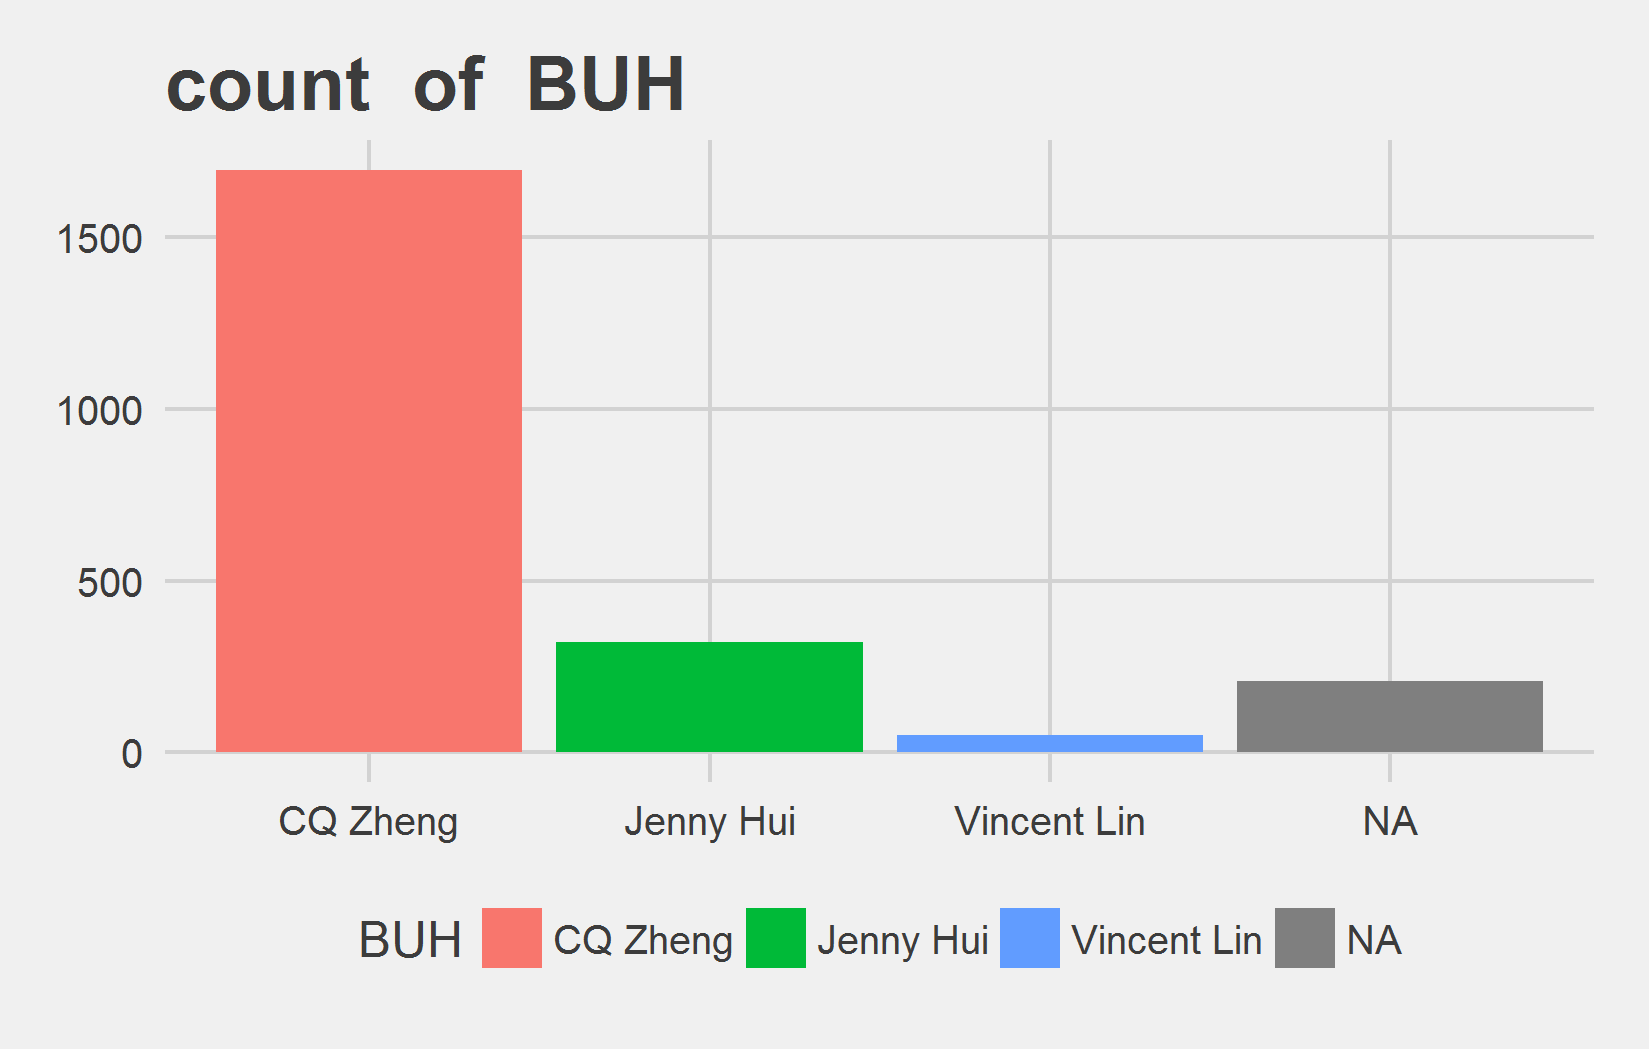 count of BUH
1500
1000
500
0
CQ Zheng Jenny Hui Vincent Lin NA
BUH CQ Zheng Jenny Hui Vincent Lin NA